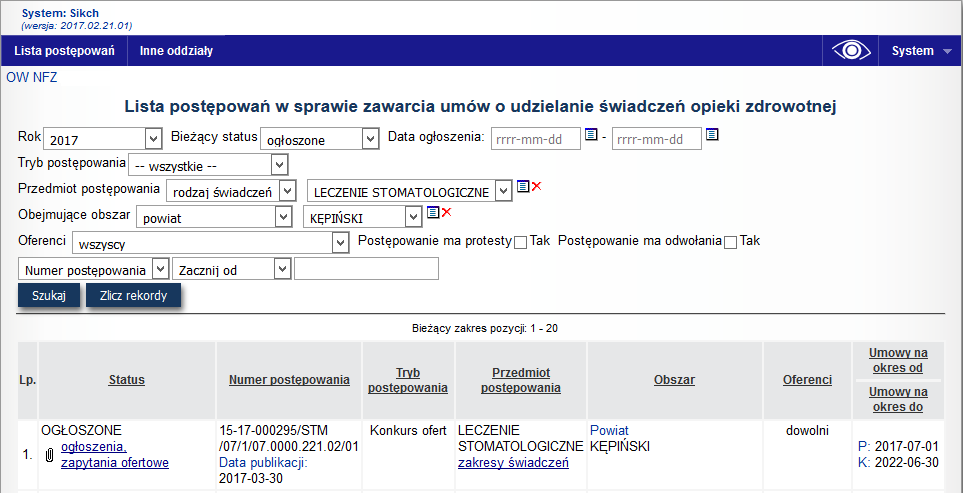 System: Sikch
(wersja: 2017.02.21.01)
Lista postępowań Inne oddziały System
OW NFZ
Lista postępowań w sprawie zawarcia umów o udzielanie świadczeń opieki zdrowotnej
Rok 2017 Bieżący status ogłoszone Data ogłoszenia: rrrr-mm-dd - rrrr-mm-dd
Tryb postępowania -- wszystkie --
Przedmiot postępowania rodzaj świadczeń LECZENIE STOMATOLOGICZNE
Obejmujące obszar powiat KĘPIŃSKI
Oferenci wszyscy Postępowanie ma protesty Tak Postępowanie ma odwołania Tak
Numer postępowania Zacznij od
Szukaj Zlicz rekordy
Bieżący zakres pozycji: 1 - 20
Lp. Status Numer postępowania Tryb postępowania Przedmiot postępowania Obszar Oferenci Umowy na okres od Umowy na okres do
1. OGŁOSZONE ogłoszenia, zapytania ofertowe
15-17-000295/STM
/07/1/07.0000.221.02/01
Data publikacji:
2017-03-30
Konkurs ofert
LECZENIE
STOMATOLOGICZNE
zakresy świadczeń
Powiat
KĘPIŃSKI
dowolni
P: 2017-07-01
K: 2022-06-30